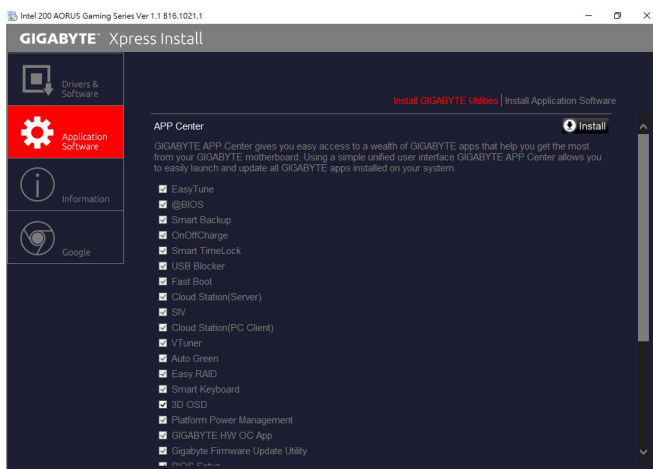 Intel 200 AORUS Gaming Series Ver 1.1 B16.1021.1
GIGABYTE™ Xpress Install
Drivers &
Software
Application
Software
Information
Google
Install GIGABYTE Utilities | Install Application Software
APP Center
Install
GIGABYTE APP Center gives you easy access to a wealth of GIGABYTE apps that help you get the most
from your GIGABYTE motherboard. Using a simple unified user interface GIGABYTE APP Center allows you
to easily launch and update all GIGABYTE apps installed on your system.
EasyTune
@BIOS
Smart Backup
OnOffCharge
Smart TimeLock
USB Blocker
Fast Boot
Cloud Station(Server)
SIV
Cloud Station(PC Client)
VTuner
Auto Green
Easy RAID
Smart Keyboard
3D OSD
Platform Power Management
GIGABYTE HW OC App
Gigabyte Firmware Update Utility
BIOS Setup